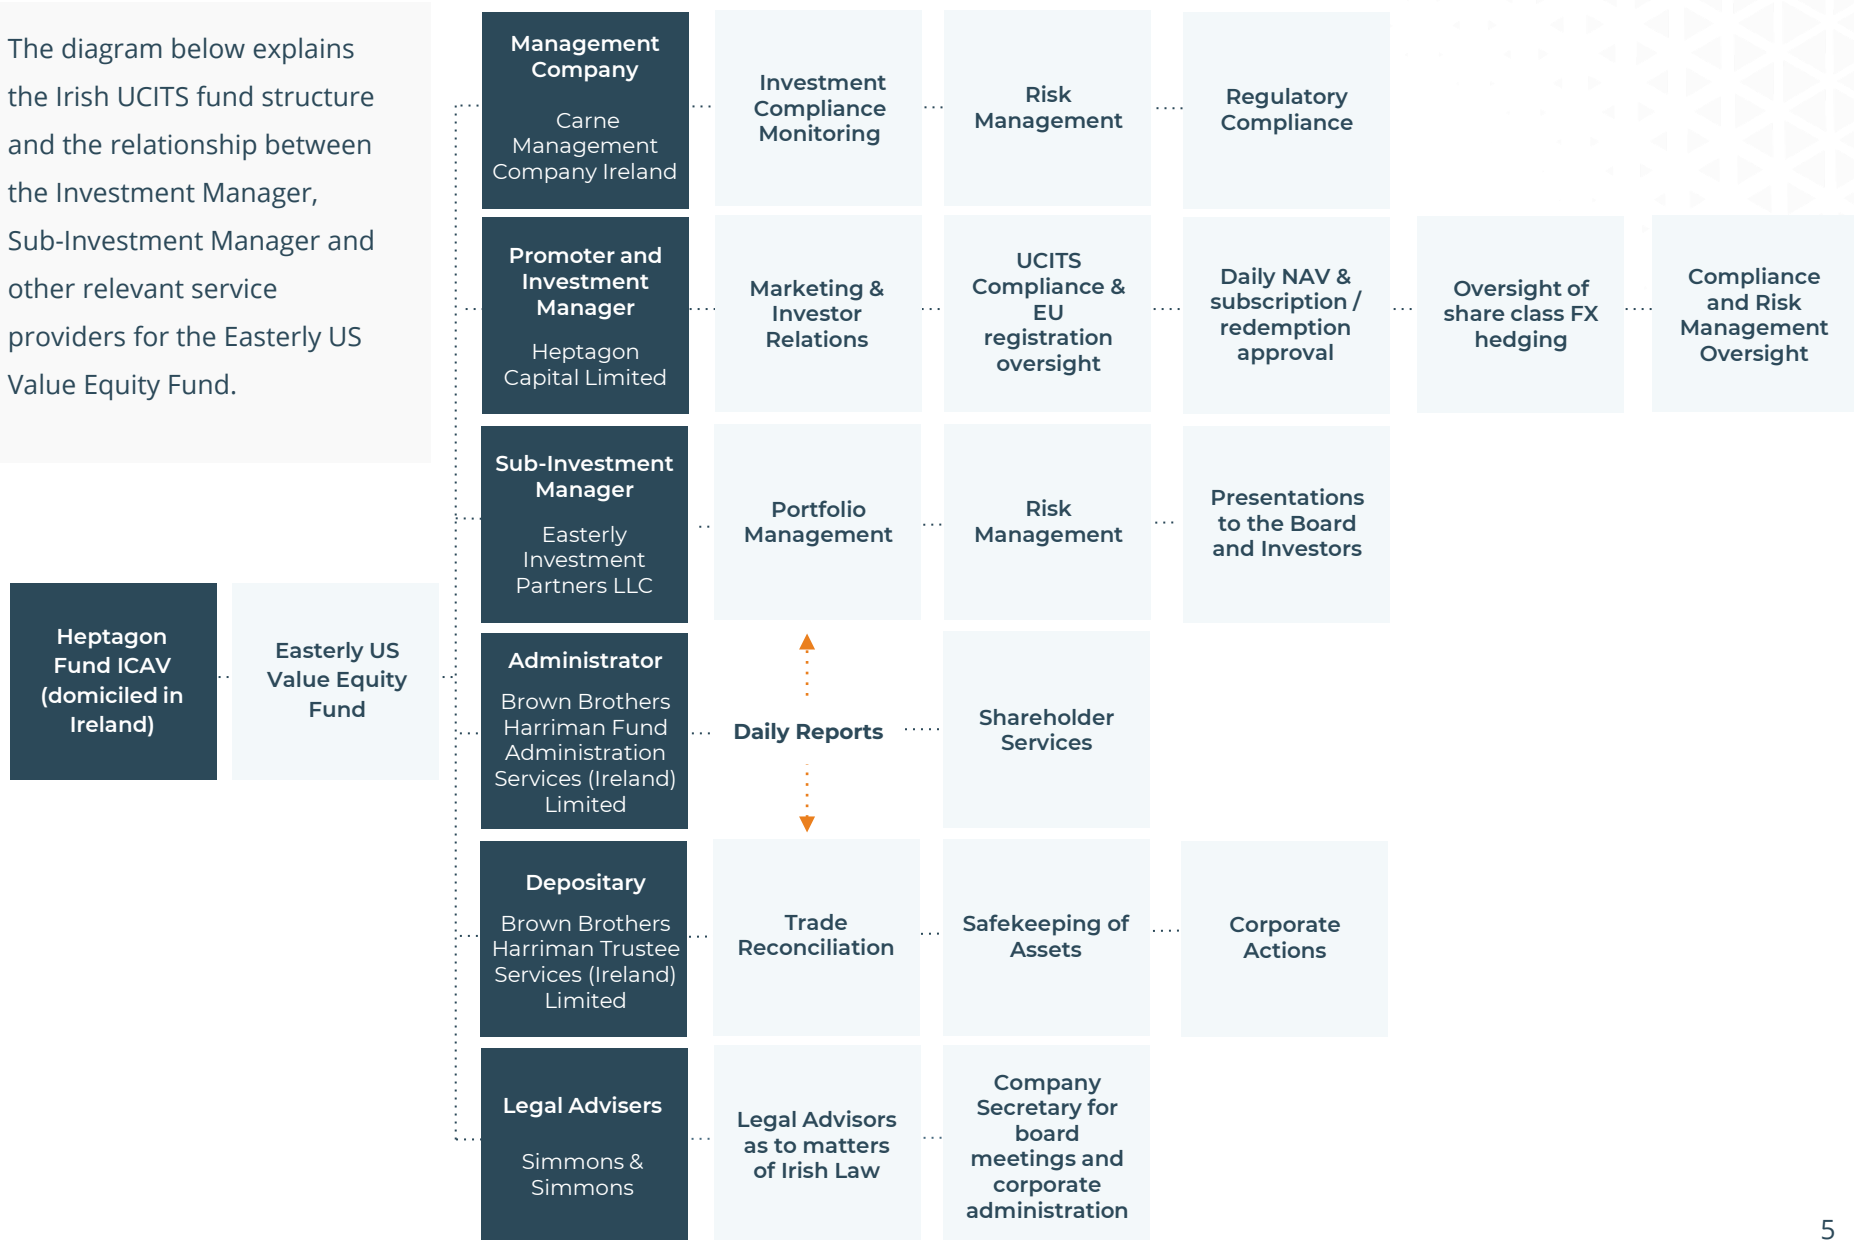 The diagram below explains
the Irish UCITS fund structure
and the relationship between
the Investment Manager,
Sub-Investment Manager and
other relevant service
providers for the Easterly US
Value Equity Fund.
Heptagon
Fund ICAV
(domiciled in
Ireland)
Easterly US
Value Equity
Fund
Management
Company
Carne
Management
Company Ireland
Investment
Compliance
Monitoring
Risk
Management
Regulatory
Compliance
Promoter and
Investment
Manager
Heptagon
Capital Limited
Marketing &
Investor
Relations
UCITS
Compliance &
EU
registration
oversight
Daily NAV &
subscription /
redemption
approval
Oversight of
share class FX
hedging
Compliance
and Risk
Management
Oversight
Sub-Investment
Manager
Easterly
Investment
Partners LLC
Portfolio
Management
Risk
Management
Presentations
to the Board
and Investors
Administrator
Brown Brothers
Harriman Fund
Administration
Services (Ireland)
Limited
Daily Reports
Shareholder
Services
Depositary
Brown Brothers
Harriman Trustee
Services (Ireland)
Limited
Trade
Reconciliation
Safekeeping of
Assets
Corporate
Actions
Legal Advisers
Simmons &
Simmons
Legal Advisors
as to matters
of Irish Law
Company
Secretary for
board
meetings and
corporate
administration
5